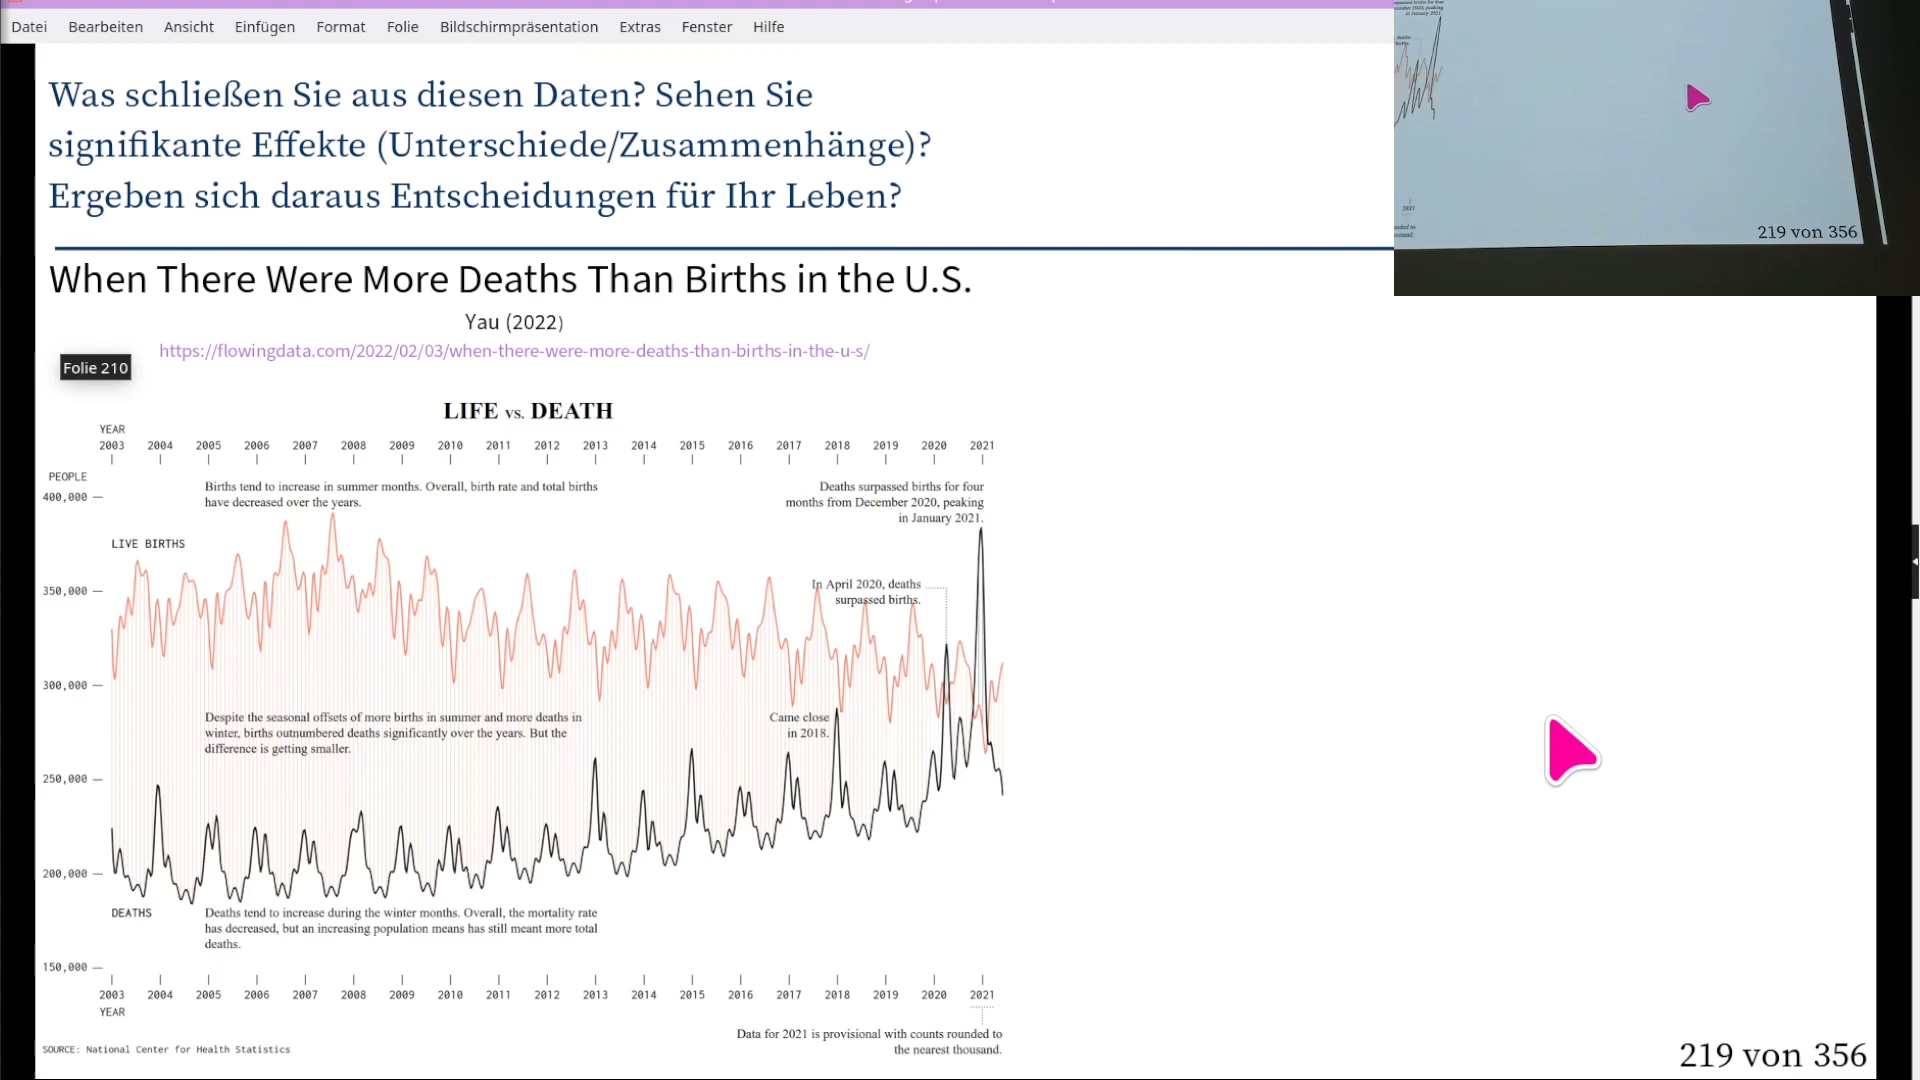 Datei Bearbeiten Ansicht Einfügen Format Folie Bildschirmpräsentation Extras Fenster Hilfe
Was schließen Sie aus diesen Daten? Sehen Sie
signifikante Effekte (Unterschiede/Zusammenhänge)?
Ergeben sich daraus Entscheidungen für Ihr Leben?
219 von 356
When There Were More Deaths Than Births in the U.S.
Yau (2022)
https://flowingdata.com/2022/02/03/when-there-were-more-deaths-than-births-in-the-u-s/
Folie 210
LIFE vs. DEATH
YEAR
2003 2004 2005 2006 2007 2008 2009 2010 2011 2012 2013 2014 2015 2016 2017 2018 2019 2020 2021
PEOPLE
400,000
Births tend to increase in summer months. Overall, birth rate and total births
have decreased over the years.
Deaths surpassed births for four
months from December 2020, peaking
in January 2021.
LIVE BIRTHS
350,000
In April 2020, deaths
surpassed births.
300,000
Despite the seasonal offsets of more births in summer and more deaths in
winter, births outnumbered deaths significantly over the years. But the
difference is getting smaller.
Came close
in 2018.
250,000
200,000
DEATHS
Deaths tend to increase during the winter months. Overall, the mortality rate
has decreased, but an increasing population means has still meant more total
deaths.
150,000
2003 2004 2005 2006 2007 2008 2009 2010 2011 2012 2013 2014 2015 2016 2017 2018 2019 2020 2021
YEAR
Data for 2021 is provisional with counts rounded to
the nearest thousand.
SOURCE: National Center for Health Statistics
219 von 356